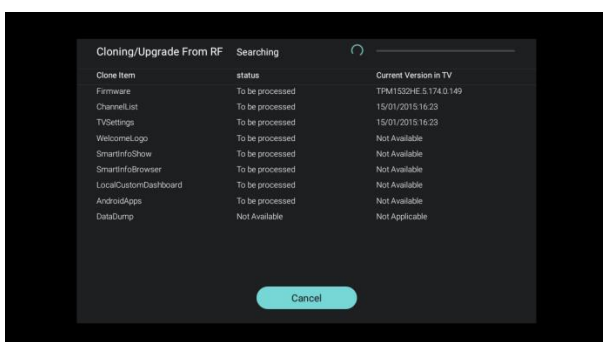 Cloning/Upgrade From RF Searching
Clone Item status Current Version in TV
Firmware To be processed TPM1532HE.5.174.0.149
ChannelList To be processed 15/01/2015:16:23
TVSettings To be processed 15/01/2015:16:23
WelcomeLogo To be processed Not Available
SmartInfoShow To be processed Not Available
SmartInfoBrowser To be processed Not Available
LocalCustomDashboard To be processed Not Available
AndroidApps To be processed Not Available
DataDump Not Available Not Applicable
Cancel